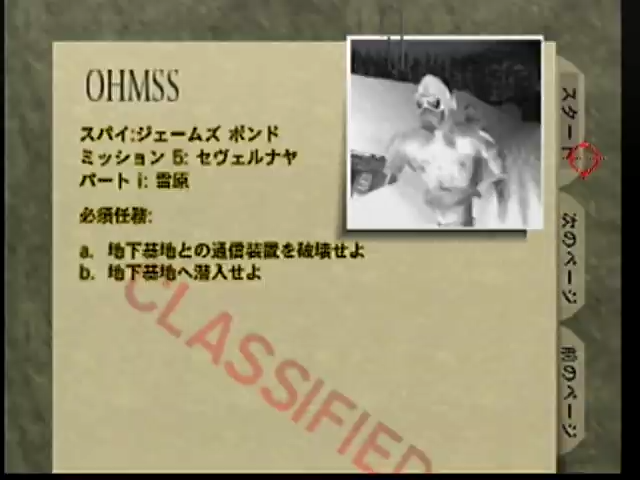 OHMSS
スパイ:ジェームズ ボンド
ミッション 5: セヴェルナヤ
パート i: 雪原
必須任務:
a. 地下基地との通信装置を破壊せよ
b. 地下基地へ潜入せよ
CLASSIFIED
スタート
次のページ
前のページ